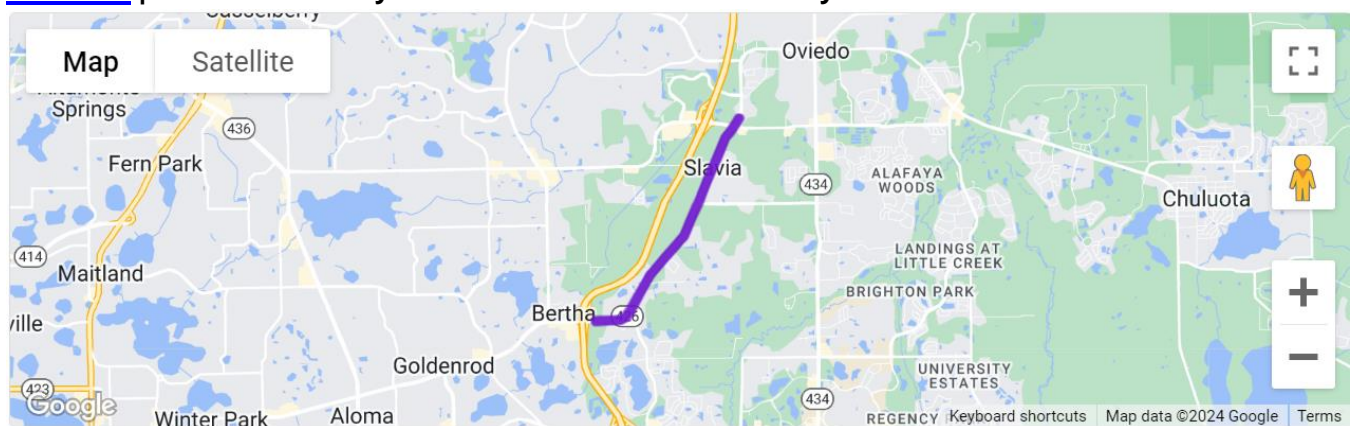 Casselberry
Map
Satellite
Oviedo
Springs
436
Fern Park
Slavia
434
ALAFAYA
WOODS
Chuluota
414
Maitland
LANDINGS AT
LITTLE CREEK
BRIGHTON PARK
ville
Bertha
426
Goldenrod
UNIVERSITY
ESTATES
423
Google
Winter Park
Aloma
434
REGENCY
Keyboard shortcuts
Map data ©2024 Google
Terms